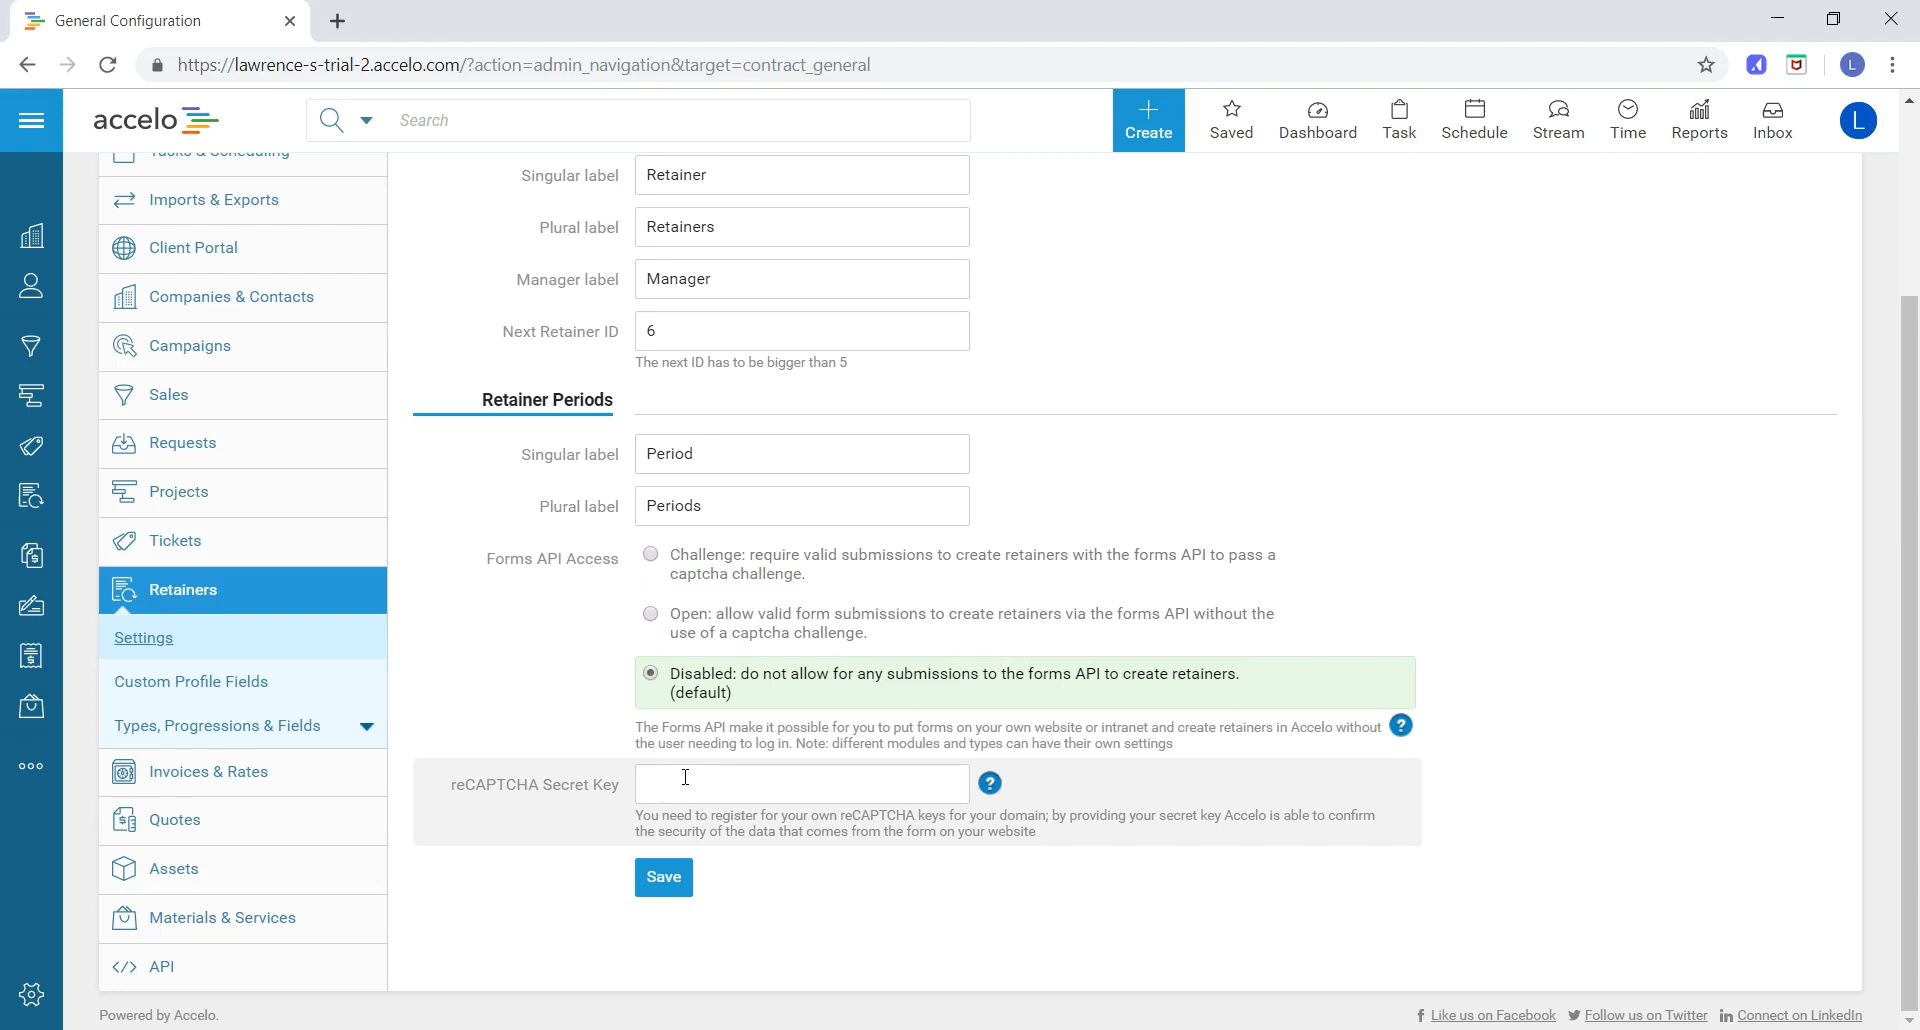 General Configuration
https://lawrence-s-trial-2.accelo.com/?action=admin_navigation&target=contract_general
L
accelo
Search
Create
Saved
Dashboard
Task
Schedule
Stream
Time
Reports
Inbox
L
Tasks & Scheduling
Imports & Exports
Client Portal
Companies & Contacts
Campaigns
Sales
Requests
Projects
Tickets
Retainers
Settings
Custom Profile Fields
Types, Progressions & Fields
Invoices & Rates
Quotes
Assets
Materials & Services
API
Singular label Retainer
Plural label Retainers
Manager label Manager
Next Retainer ID 6
The next ID has to be bigger than 5
Retainer Periods
Singular label Period
Plural label Periods
Forms API Access
Challenge: require valid submissions to create retainers with the forms API to pass a
captcha challenge.
Open: allow valid form submissions to create retainers via the forms API without the
use of a captcha challenge.
Disabled: do not allow for any submissions to the forms API to create retainers.
(default)
The Forms API make it possible for you to put forms on your own website or intranet and create retainers in Accelo without ?
the user needing to log in. Note: different modules and types can have their own settings
reCAPTCHA Secret Key ?
You need to register for your own reCAPTCHA keys for your domain; by providing your secret key Accelo is able to confirm
the security of the data that comes from the form on your website
Save
Powered by Accelo.
Like us on Facebook
Follow us on Twitter
Connect on LinkedIn